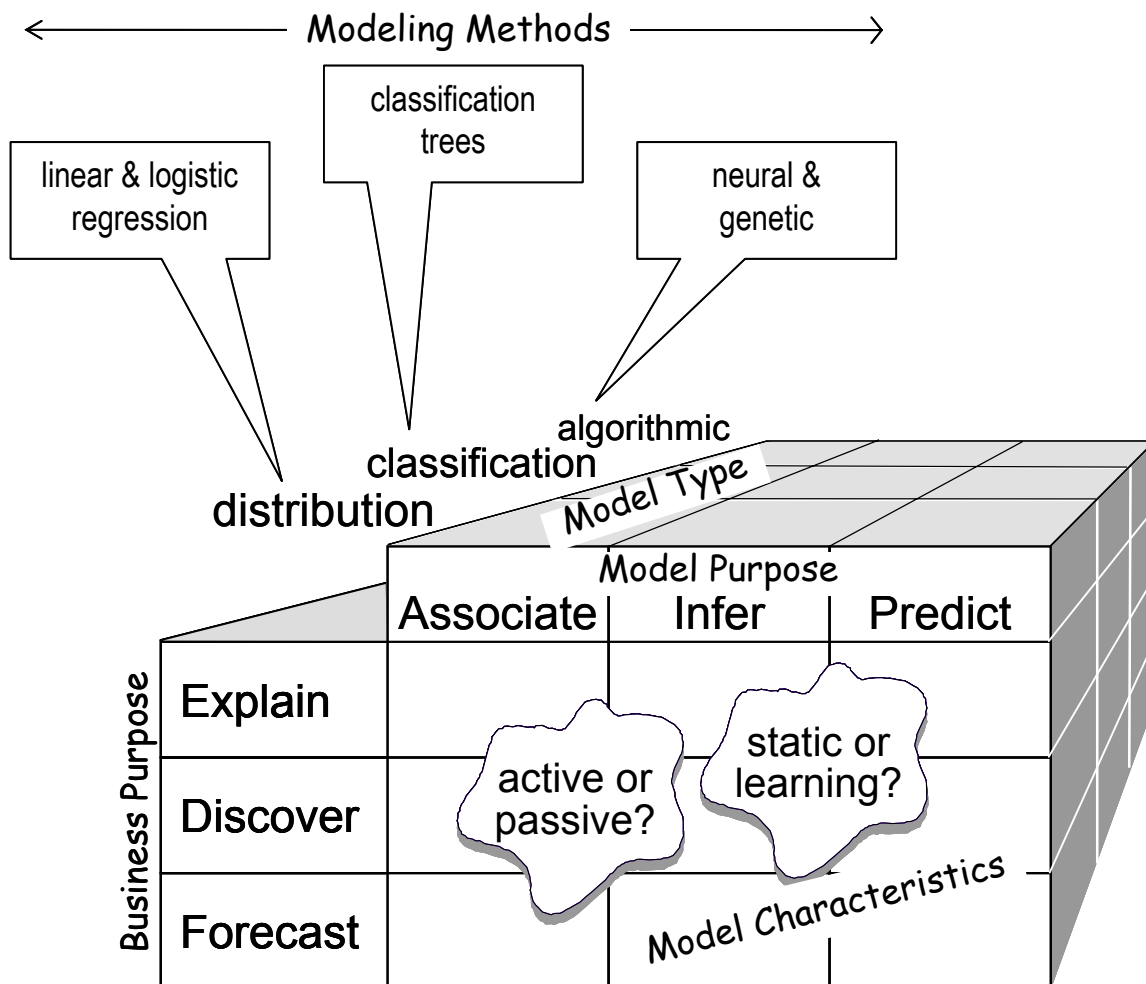 Modeling Methods
classification
trees
linear & logistic
regression
neural &
genetic
algorithmic
classification
distribution
Model Type
Model Purpose
Associate
Infer
Predict
Business Purpose
Explain
Discover
Forecast
active or
passive?
static or
learning?
Model Characteristics